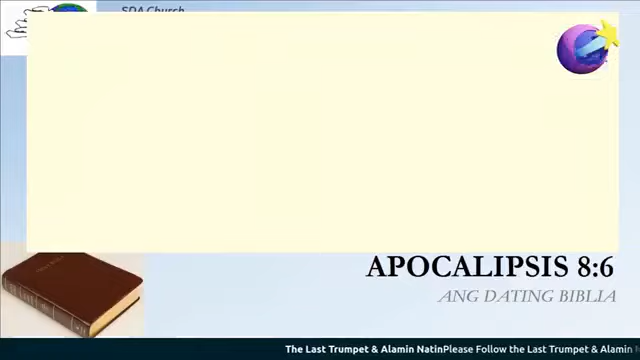 SDA Church
APOCALIPSIS 8:6
ANG DATING BIBLIA
The Last Trumpet & Alamin NatinPlease Follow the Last Trumpet & Alamin